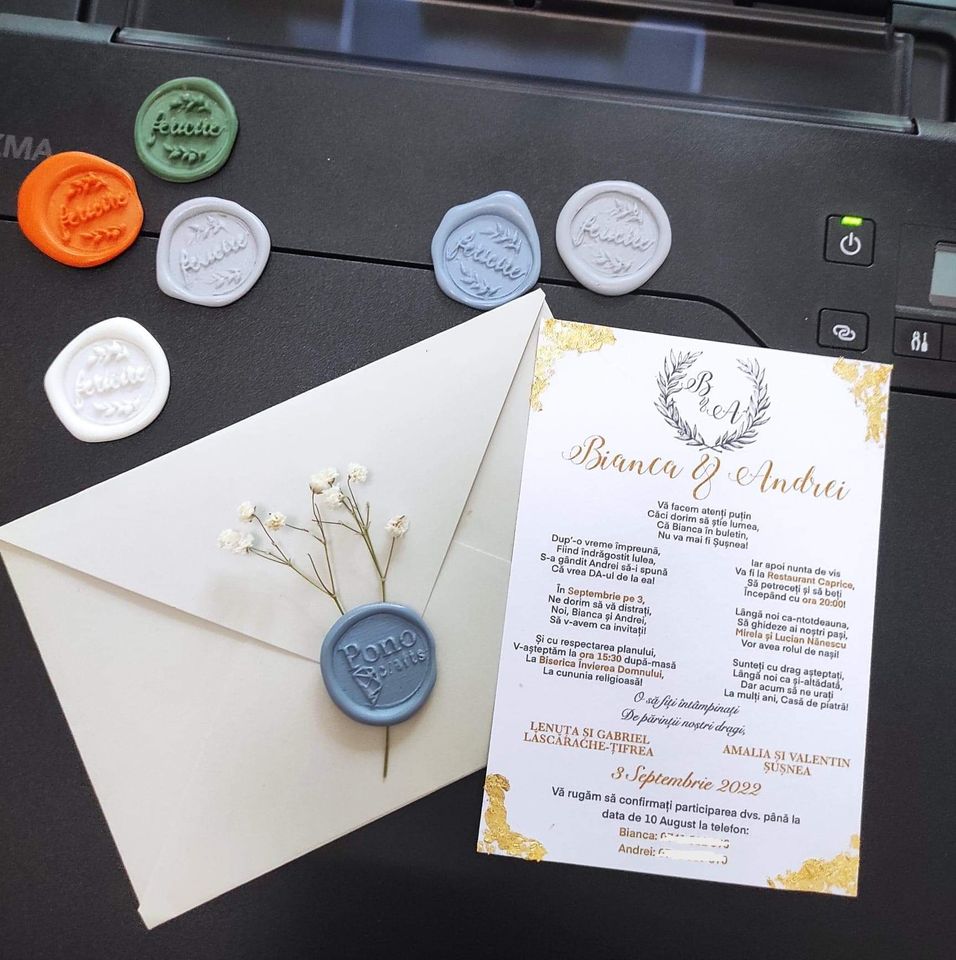 fericire
fericire
fericire
fericire
fericire
fericire
Pono
Crafts
B
&
A
Bianca & Andrei
Vă facem atenți puțin
Căci dorim să știe lumea,
Că Bianca în buletin,
Nu va mai fi Șușnea!
Dup'-o vreme împreună,
Fiind îndrăgostit lulea,
S-a gândit Andrei să-i spună
Că vrea DA-ul de la ea!
În Septembrie pe 3,
Ne dorim să vă distrați,
Noi, Bianca și Andrei,
Să v-avem ca invitați!
Și cu respectarea planului,
V-așteptăm la ora 15:30 după-masă
La Biserica Învierea Domnului,
La cununia religioasă!
Iar apoi nunta de vis
Va fi la Restaurant Caprice,
Să petreceți și să beți
Începând cu ora 20:00!
Lângă noi ca-ntotdeauna,
Să ghideze ai noștri pași,
Mirela și Lucian Nănescu
Vor avea rolul de nași!
Sunteți cu drag așteptați,
Lângă noi ca și-altădată,
Dar acum să ne urați
La mulți ani, Casă de piatră!
O să fiți întâmpinați
De părinții noștri dragi,
LENUȚA ȘI GABRIEL
LĂSCĂRACHE-ȚIFREA
AMALIA ȘI VALENTIN
ȘUȘNEA
3 Septembrie 2022
Vă rugăm să confirmați participarea dvs. până la
data de 10 August la telefon:
Bianca:
Andrei: